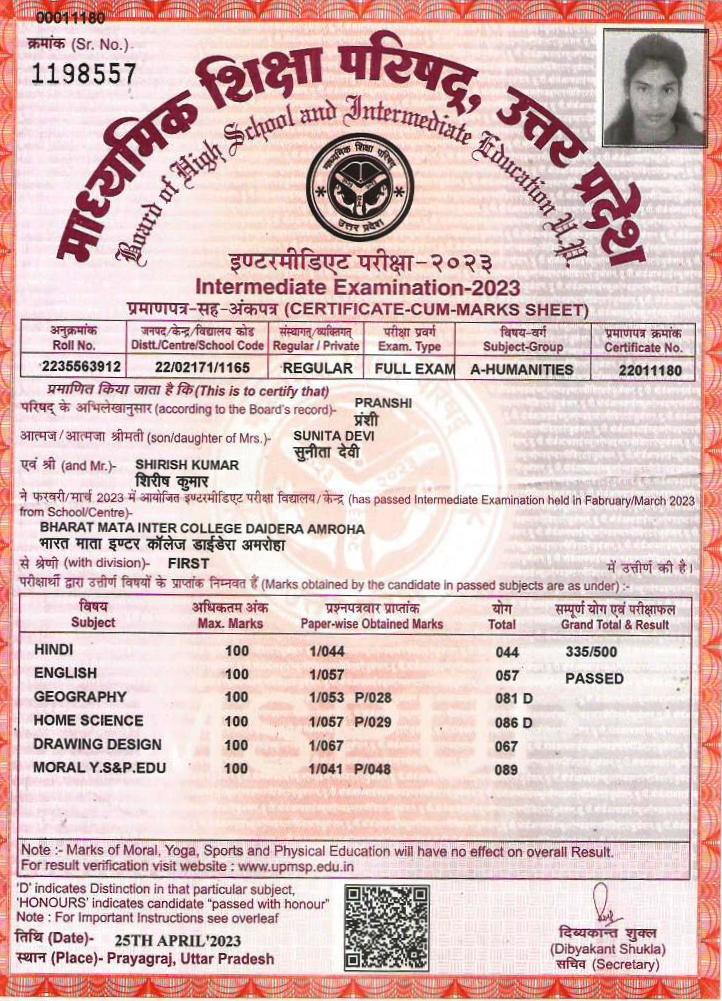 00011180
क्रमांक (Sr. No.)
1198557
माध्यमिक शिक्षा परिषद्, उत्तर प्रदेश
Board of High School and Intermediate Education U.P.
माध्यमिक शिक्षा परिषद्
उत्तर प्रदेश
इण्टरमीडिएट परीक्षा-२०२३
Intermediate Examination-2023
प्रमाणपत्र-सह-अंकपत्र (CERTIFICATE-CUM-MARKS SHEET)
अनुक्रमांक जनपद/केन्द्र/विद्यालय कोड संस्थागत/व्यक्तिगत परीक्षा प्रवर्ग विषय-वर्ग प्रमाणपत्र क्रमांक
Roll No. Distt./Centre/School Code Regular / Private Exam. Type Subject-Group Certificate No.
2235563912 22/02171/1165 REGULAR FULL EXAM A-HUMANITIES 22011180
प्रमाणित किया जाता है कि (This is to certify that)
परिषद् के अभिलेखानुसार (according to the Board's record)- PRANSHI
प्रंशी
आत्मज/आत्मजा श्रीमती (son/daughter of Mrs.)- SUNITA DEVI
सुनीता देवी
एवं श्री (and Mr.)- SHIRISH KUMAR
शिरीष कुमार
ने फरवरी/मार्च 2023 में आयोजित इण्टरमीडिएट परीक्षा विद्यालय/केन्द्र (has passed Intermediate Examination held in Fabruary/March 2023
from School/Centre)-
BHARAT MATA INTER COLLEGE DAIDERA AMROHA
भारत माता इण्टर कॉलेज डाईडेरा अमरोहा
से श्रेणी (with division)- FIRST में उत्तीर्ण की है।
परीक्षार्थी द्वारा उत्तीर्ण विषयों के प्राप्तांक निम्नवत हैं (Marks obtained by the candidate in passed subjects are as under) :-
विषय अधिकतम अंक प्रश्नपत्रवार प्राप्तांक योग सम्पूर्ण योग एवं परीक्षाफल
Subject Max. Marks Paper-wise Obtained Marks Total Grand Total & Result
HINDI 100 1/044 044 335/500
ENGLISH 100 1/057 057 PASSED
GEOGRAPHY 100 1/053 P/028 081 D
HOME SCIENCE 100 1/057 P/029 086 D
DRAWING DESIGN 100 1/067 067
MORAL Y.S&P.EDU 100 1/041 P/048 089
Note :- Marks of Moral, Yoga, Sports and Physical Education will have no effect on overall Result.
For result verification visit website : www.upmsp.edu.in
'D' indicates Distinction in that particular subject,
'HONOURS' indicates candidate "passed with honour"
Note : For Important Instructions see overleaf
तिथि (Date)- 25TH APRIL'2023
स्थान (Place)- Prayagraj, Uttar Pradesh
दिब्यकान्त शुक्ल
(Dibyakant Shukla)
सचिव (Secretary)